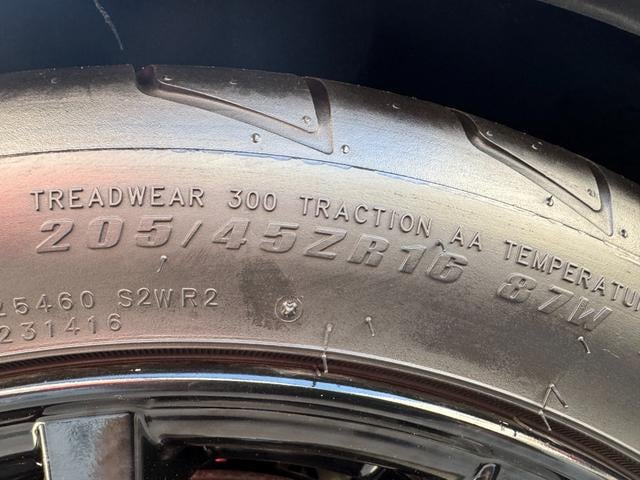 TREADWEAR 300 TRACTION AA TEMPERATU
205/45ZR16 87W
25460 S2WR2
231416